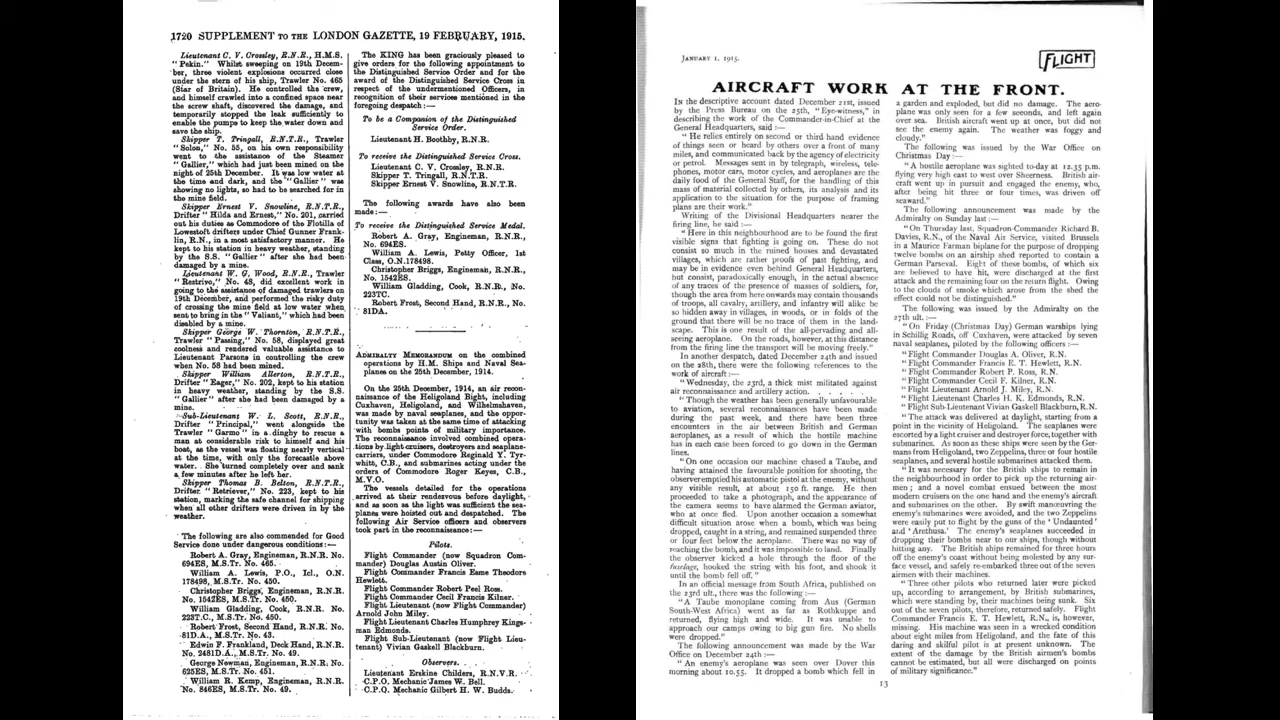 1720 SUPPLEMENT TO THE LONDON GAZETTE, 19 FEBRUARY, 1915.
Lieutenant C. V. Crossley, R.N.R., H.M.S.
" Pekin." Whilst sweeping on 19th Decem-
ber, three violent explosions occurred close
under the stern of his ship, Trawler No. 465
(Star of Britain). He controlled the crew,
and himself crawled into a confined space near
the screw shaft, discovered the damage, and
temporarily stopped the leak sufficiently to
enable the pumps to keep the water down and
save the ship.
Skipper T. Tringall, R.N.T.R., Trawler
" Solon," No. 55, on his own responsibility
went to the assistance of the Steamer
" Gallier," which had just been mined on the
night of 25th December. It was low water at
the time and dark, and the " Gallier " was
showing no lights, so had to be searched for in
the mine field.
Skipper Ernest V. Snowline, R.N.T.R.,
Drifter " Hilda and Ernest," No. 201, carried
out his duties as Commodore of the Flotilla of
Lowestoft drifters under Chief Gunner Frank-
lin, R.N., in a most satisfactory manner. He
kept to his station in heavy weather, standing
by the S.S. " Gallier " after she had been
damaged by a mine.
Lieutenant W. G. Wood, R.N.R., Trawler
" Restrivo," No. 48, did excellent work in
going to the assistance of damaged trawlers on
19th December, and performed the risky duty
of crossing the mine field at low water when
sent to bring in the " Valiant," which had been
disabled by a mine.
Skipper George W. Thornton, R.N.T.R.,
Trawler " Passing," No. 58, displayed great
coolness and rendered valuable assistance to
Lieutenant Parsons in controlling the crew
when No. 58 had been mined.
Skipper William Allerton, R.N.T.R.,
Drifter " Eager," No. 202, kept to his station
in heavy weather, standing by the S.S.
" Gallier " after she had been damaged by a
mine.
Sub-Lieutenant W. L. Scott, R.N.R.,
Drifter " Principal," went alongside the
Trawler " Garmo " in a dinghy to rescue a
man at considerable risk to himself and his
boat, as the vessel was floating nearly vertical
at the time, with only the forecastle above
water. She turned completely over and sank
a few minutes after he left her.
Skipper Thomas B. Belton, R.N.T.R.,
Drifter " Retriever," No. 223, kept to his
station, marking the safe channel for shipping
when all other drifters were driven in by the
weather.
The following are also commended for Good
Service done under dangerous conditions:—
Robert A. Gray, Engineman, R.N.R. No.
694ES, M.S.Tr. No. 465.
William A. Lewis, P.O., 1cl., O.N.
178498, M.S.Tr. No. 450.
Christopher Briggs, Engineman, R.N.R.
No. 1542ES, M.S.Tr. No. 450.
William Gladding, Cook, R.N.R. No.
223T.C., M.S.Tr. No. 450.
Robert Frost, Second Hand, R.N.R., No.
81D.A., M.S.Tr. No. 43.
Edwin F. Frankland, Deck Hand, R.N.R.
No. 2481D.A., M.S.Tr. No. 49.
George Newman, Engineman, R.N.R. No.
625ES, M.S.Tr. No. 451.
William R. Kemp, Engineman, R.N.R.
No. 846ES, M.S.Tr. No. 49.
The KING has been graciously pleased to
give orders for the following appointment to
the Distinguished Service Order and for the
award of the Distinguished Service Cross in
respect of the undermentioned Officers, in
recognition of their services mentioned in the
foregoing despatch:—
To be a Companion of the Distinguished
Service Order.
Lieutenant H. Boothby, R.N.R.
To receive the Distinguished Service Cross.
Lieutenant C. V. Crossley, R.N.R.
Skipper T. Tringall, R.N.T.R.
Skipper Ernest V. Snowline, R.N.T.R.
The following awards have also been
made:—
To receive the Distinguished Service Medal.
Robert A. Gray, Engineman, R.N.R.,
No. 694ES.
William A. Lewis, Petty Officer, 1st
Class, O.N.178498.
Christopher Briggs, Engineman, R.N.R.,
No. 1542ES.
William Gladding, Cook, R.N.R., No.
223TC.
Robert Frost, Second Hand, R.N.R., No.
81DA.
ADMIRALTY MEMORANDUM on the combined
operations by H.M. Ships and Naval Sea-
planes on the 25th December, 1914.
On the 25th December, 1914, an air recon-
naissance of the Heligoland Bight, including
Cuxhaven, Heligoland, and Wilhelmshaven,
was made by naval seaplanes, and the oppor-
tunity was taken at the same time of attacking
with bombs points of military importance.
The reconnaissance involved combined opera-
tions by light cruisers, destroyers and seaplane-
carriers, under Commodore Reginald Y. Tyr-
whitt, C.B., and submarines acting under the
orders of Commodore Roger Keyes, C.B.,
M.V.O.
The vessels detailed for the operations
arrived at their rendezvous before daylight,
and as soon as the light was sufficient the sea-
planes were hoisted out and despatched. The
following Air Service officers and observers
took part in the reconnaissance:—
Pilots.
Flight Commander (now Squadron Com-
mander) Douglas Austin Oliver.
Flight Commander Francis Esme Theodore
Hewlett.
Flight Commander Robert Peel Ross.
Flight Commander Cecil Francis Kilner.
Flight Lieutenant (now Flight Commander)
Arnold John Miley.
Flight Lieutenant Charles Humphrey Kings-
man Edmonds.
Flight Sub-Lieutenant (now Flight Lieu-
tenant) Vivian Gaskell Blackburn.
Observers.
Lieutenant Erskine Childers, R.N.V.R.
C.P.O. Mechanic James W. Bell.
C.P.O. Mechanic Gilbert H. W. Budds.
JANUARY 1, 1915.
FLIGHT
AIRCRAFT WORK AT THE FRONT.
IN the descriptive account dated December 21st, issued
by the Press Bureau on the 25th, " Eye-witness," in
describing the work of the Commander-in-Chief at the
General Headquarters, said :—
" He relies entirely on second or third hand evidence
of things seen or heard by others over a front of many
miles, and communicated back by the agency of electricity
or petrol. Messages sent in by telegraph, wireless, tele-
phones, motor cars, motor cycles, and aeroplanes are the
daily food of the General Staff, for the handling of this
mass of material collected by others, its analysis and its
application to the situation for the purpose of framing
plans are their work."
Writing of the Divisional Headquarters nearer the
firing line, he said :—
" Here in this neighbourhood are to be found the first
visible signs that fighting is going on. These do not
consist so much in the ruined houses and devastated
villages, which are rather proofs of past fighting, and
may be in evidence even behind General Headquarters,
but consist, paradoxically enough, in the actual absence
of any traces of the presence of masses of soldiers, for,
though the area from here onwards may contain thousands
of troops, all cavalry, artillery, and infantry will alike be
so hidden away in villages, in woods, or in folds of the
ground that there will be no trace of them in the land-
scape. This is one result of the all-pervading and all-
seeing aeroplane. On the roads, however, at this distance
from the firing line the transport will be moving freely."
In another despatch, dated December 24th and issued
on the 28th, there were the following references to the
work of aircraft :—
" Wednesday, the 23rd, a thick mist militated against
air reconnaissance and artillery action. . . . . .
" Though the weather has been generally unfavourable
to aviation, several reconnaissances have been made
during the past week, and there have been three
encounters in the air between British and German
aeroplanes, as a result of which the hostile machine
has in each case been forced to go down in the German
lines.
" On one occasion our machine chased a Taube, and
having attained the favourable position for shooting, the
observer emptied his automatic pistol at the enemy, without
any visible result, at about 150 ft. range. He then
proceeded to take a photograph, and the appearance of
the camera seems to have alarmed the German aviator,
who at once fled. Upon another occasion a somewhat
difficult situation arose when a bomb, which was being
dropped, caught in a string, and remained suspended three
or four feet below the aeroplane. There was no way of
reaching the bomb, and it was impossible to land. Finally
the observer kicked a hole through the floor of the
fuselage, hooked the string with his foot, and shook it
until the bomb fell off."
In an official message from South Africa, published on
the 23rd ult., there was the following :—
" A Taube monoplane coming from Aus (German
South-West Africa) went as far as Rothkuppe and
returned, flying high and wide. It was unable to
approach our camps owing to big gun fire. No shells
were dropped."
The following announcement was made by the War
Office on December 24th :—
" An enemy's aeroplane was seen over Dover this
morning about 10.55. It dropped a bomb which fell in
a garden and exploded, but did no damage. The aero-
plane was only seen for a few seconds, and left again
over sea. British aircraft went up at once, but did not
see the enemy again. The weather was foggy and
cloudy."
The following was issued by the War Office on
Christmas Day :—
" A hostile aeroplane was sighted to-day at 12.35 p.m.
flying very high east to west over Sheerness. British air-
craft went up in pursuit and engaged the enemy, who,
after being hit three or four times, was driven off
seaward."
The following announcement was made by the
Admiralty on Sunday last :—
" On Thursday last, Squadron-Commander Richard B.
Davies, R.N., of the Naval Air Service, visited Brussels
in a Maurice Farman biplane for the purpose of dropping
twelve bombs on an airship shed reported to contain a
German Parseval. Eight of these bombs, of which six
are believed to have hit, were discharged at the first
attack and the remaining four on the return flight. Owing
to the clouds of smoke which arose from the shed the
effect could not be distinguished."
The following was issued by the Admiralty on the
27th ult. :—
" On Friday (Christmas Day) German warships lying
in Schillig Roads, off Cuxhaven, were attacked by seven
naval seaplanes, piloted by the following officers :—
" Flight Commander Douglas A. Oliver, R.N.
" Flight Commander Francis E. T. Hewlett, R.N.
" Flight Commander Robert P. Ross, R.N.
" Flight Commander Cecil F. Kilner, R.N.
" Flight Lieutenant Arnold J. Miley, R.N.
" Flight Lieutenant Charles H. K. Edmonds, R.N.
" Flight Sub-Lieutenant Vivian Gaskell Blackburn, R.N.
" The attack was delivered at daylight, starting from a
point in the vicinity of Heligoland. The seaplanes were
escorted by a light cruiser and destroyer force, together with
submarines. As soon as these ships were seen by the Ger-
mans from Heligoland, two Zeppelins, three or four hostile
seaplanes, and several hostile submarines attacked them.
" It was necessary for the British ships to remain in
the neighbourhood in order to pick up the returning air-
men ; and a novel combat ensued between the most
modern cruisers on the one hand and the enemy's aircraft
and submarines on the other. By swift manœuvring the
enemy's submarines were avoided, and the two Zeppelins
were easily put to flight by the guns of the ' Undaunted '
and ' Arethusa.' The enemy's seaplanes succeeded in
dropping their bombs near to our ships, though without
hitting any. The British ships remained for three hours
off the enemy's coast without being molested by any sur-
face vessel, and safely re-embarked three out of the seven
airmen with their machines.
" Three other pilots who returned later were picked
up, according to arrangement, by British submarines,
which were standing by, their machines being sunk. Six
out of the seven pilots, therefore, returned safely. Flight
Commander Francis E. T. Hewlett, R.N., is, however,
missing. His machine was seen in a wrecked condition
about eight miles from Heligoland, and the fate of this
daring and skilful pilot is at present unknown. The
extent of the damage by the British airmen's bombs
cannot be estimated, but all were discharged on points
of military significance."
13